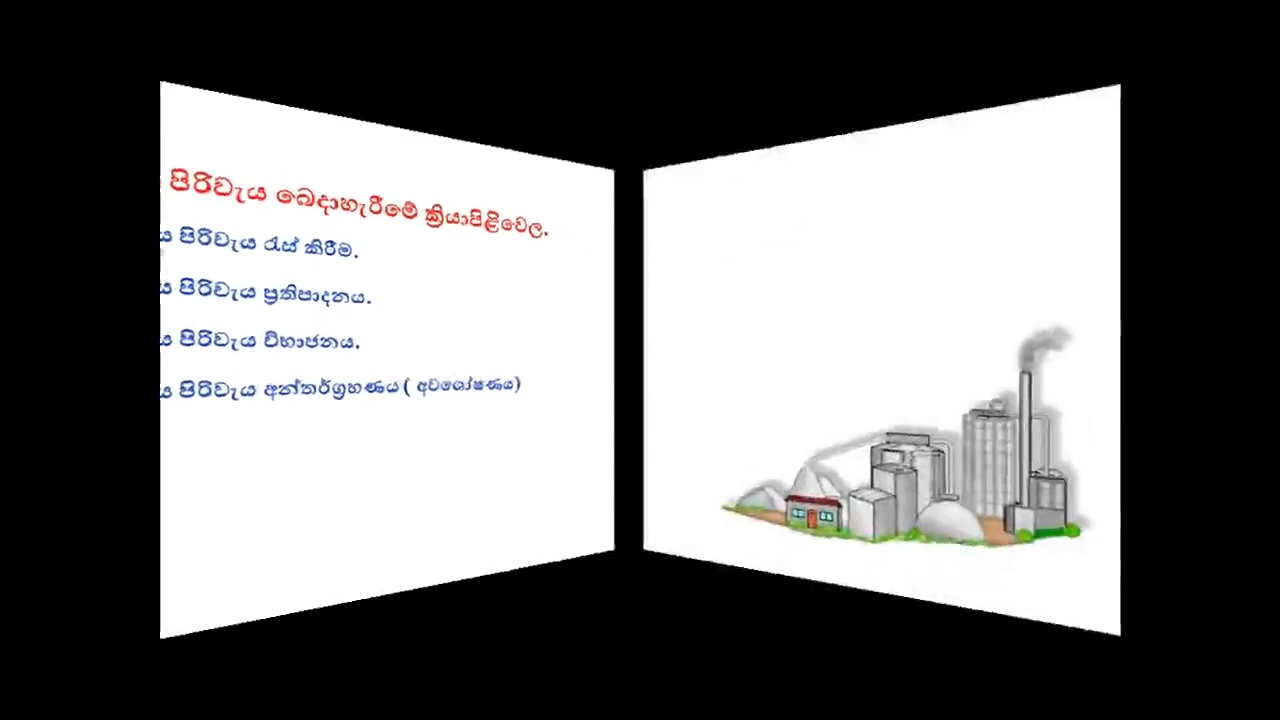 පිරිවැය බෙදාහැරීමේ ක්‍රියාපිළිවෙල.
පිරිවැය රැස් කිරීම.
පිරිවැය ප්‍රතිපාදනය.
පිරිවැය විභාජනය.
පිරිවැය අන්තර්ග්‍රහණය ( අවශෝෂණය)